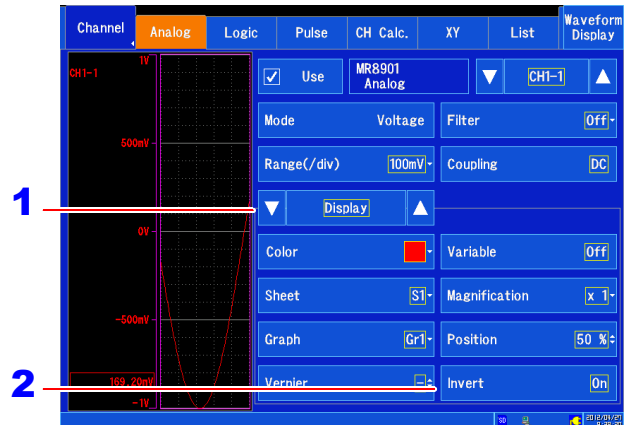 Channel
Analog
Logic
Pulse
CH Calc.
XY
List
Waveform
Display
1V
CH1-1
500mV
0V
-500mV
169.20mV
-1V
Use
MR8901
Analog
CH1-1
Mode Voltage
Filter Off
Range(/div) 100mV
Coupling DC
1
Display
Color
Variable Off
Sheet S1
Magnification x 1
Graph Gr1
Position 50 %
2
Vernier -
Invert On
SD